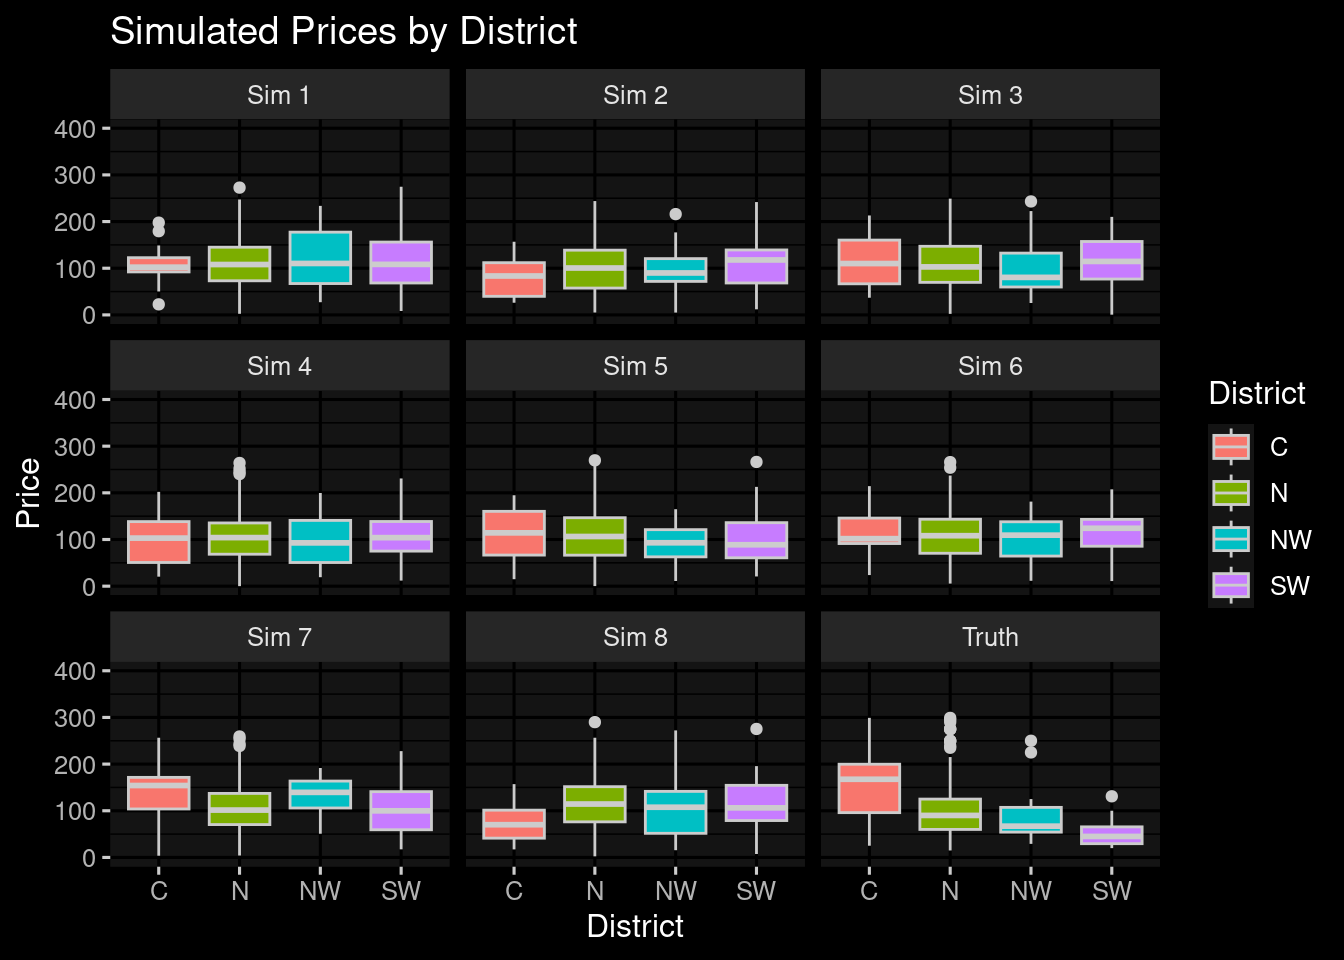 Simulated Prices by District
Sim 1
Sim 2
Sim 3
400
300
200
100
0
Sim 4
Sim 5
Sim 6
400
300
200
100
0
Sim 7
Sim 8
Truth
400
300
200
100
0
C N NW SW
C N NW SW
C N NW SW
District
Price
District
C
N
NW
SW